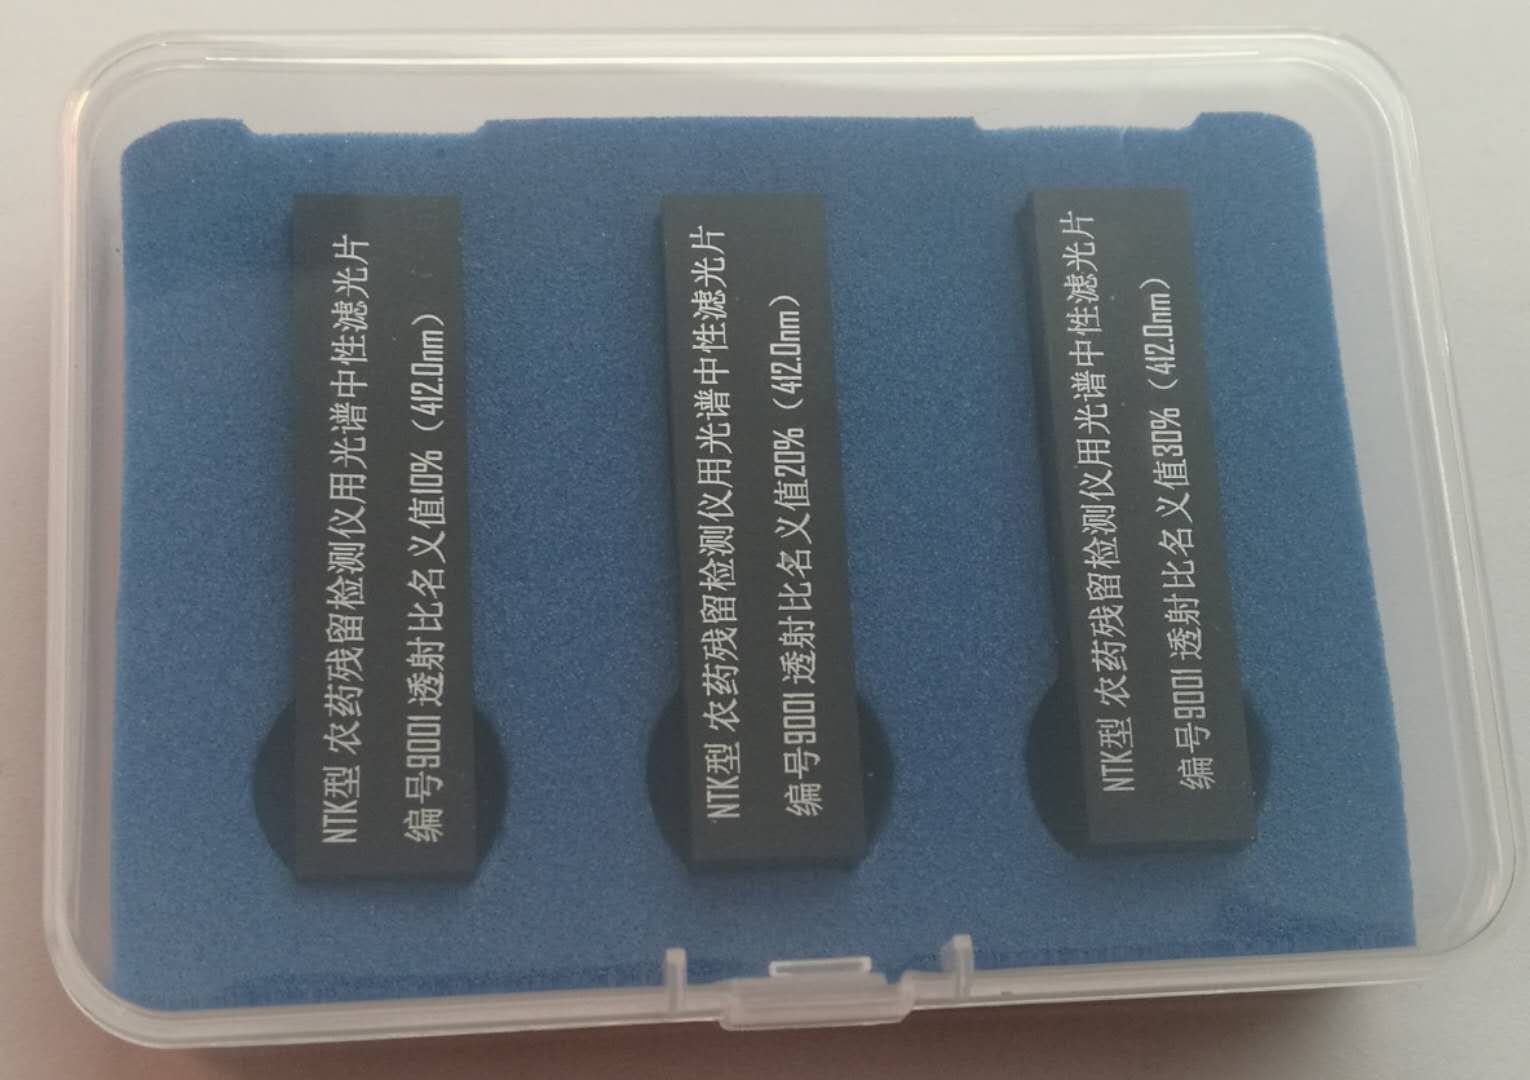 NTK型 农药残留检测仪用光谱中性滤光片
编号9001 透射比名义值10%（412.0nm）
NTK型 农药残留检测仪用光谱中性滤光片
编号9001 透射比名义值20%（412.0nm）
NTK型 农药残留检测仪用光谱中性滤光片
编号9001 透射比名义值30%（412.0nm）